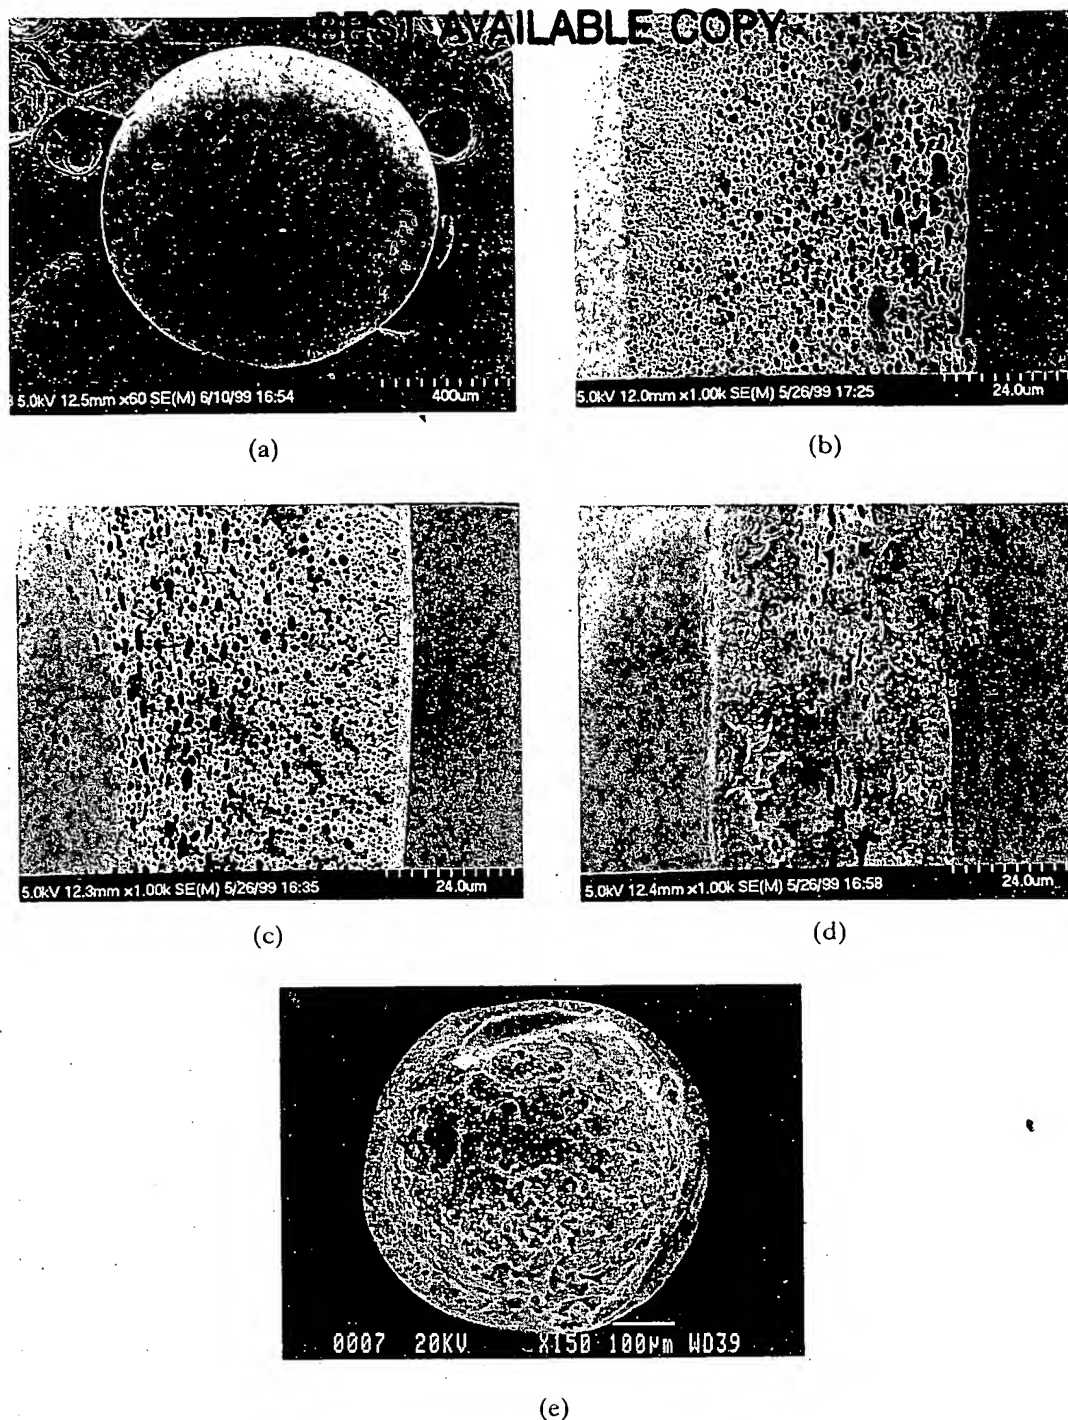 BEST AVAILABLE COPY
5.0kV 12.5mm x60 SE(M) 6/10/99 16:54 400um
(a)
5.0kV 12.0mm x1.00k SE(M) 5/26/99 17:25 24.0um
(b)
5.0kV 12.3mm x1.00k SE(M) 5/26/99 16:35 24.0um
(c)
5.0kV 12.4mm x1.00k SE(M) 5/26/99 16:58 24.0um
(d)
0007 20KV X150 100µm WD39
(e)